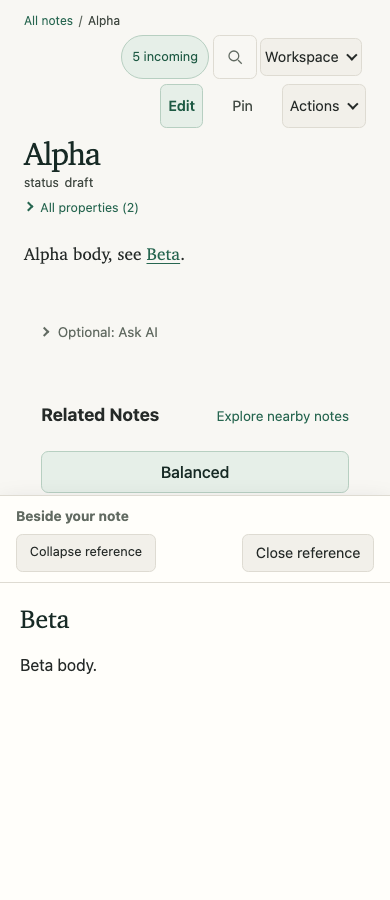 All notes / Alpha
5 incoming
Workspace
Edit Pin Actions
Alpha
status draft
All properties (2)
Alpha body, see Beta.
Optional: Ask AI
Related Notes Explore nearby notes
Balanced
Beside your note
Collapse reference Close reference
Beta
Beta body.